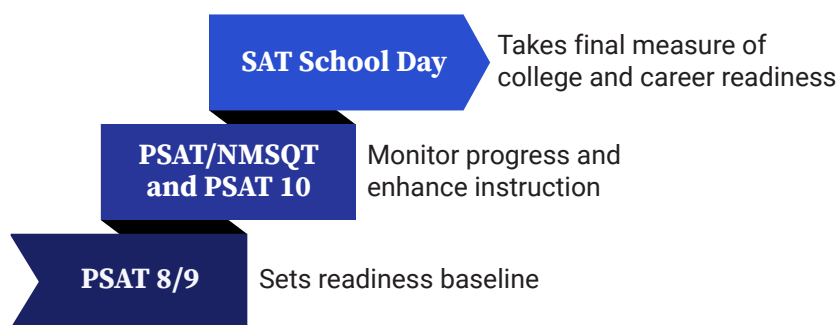 SAT School Day
Takes final measure of
college and career readiness
PSAT/NMSQT
and PSAT 10
Monitor progress and
enhance instruction
PSAT 8/9
Sets readiness baseline